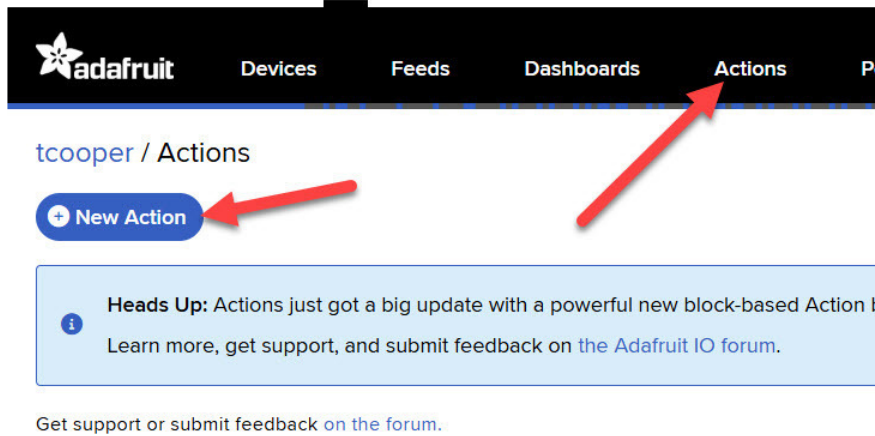 adafruit Devices Feeds Dashboards Actions P
tcooper / Actions
New Action
Heads Up: Actions just got a big update with a powerful new block-based Action
Learn more, get support, and submit feedback on the Adafruit IO forum.
Get support or submit feedback on the forum.